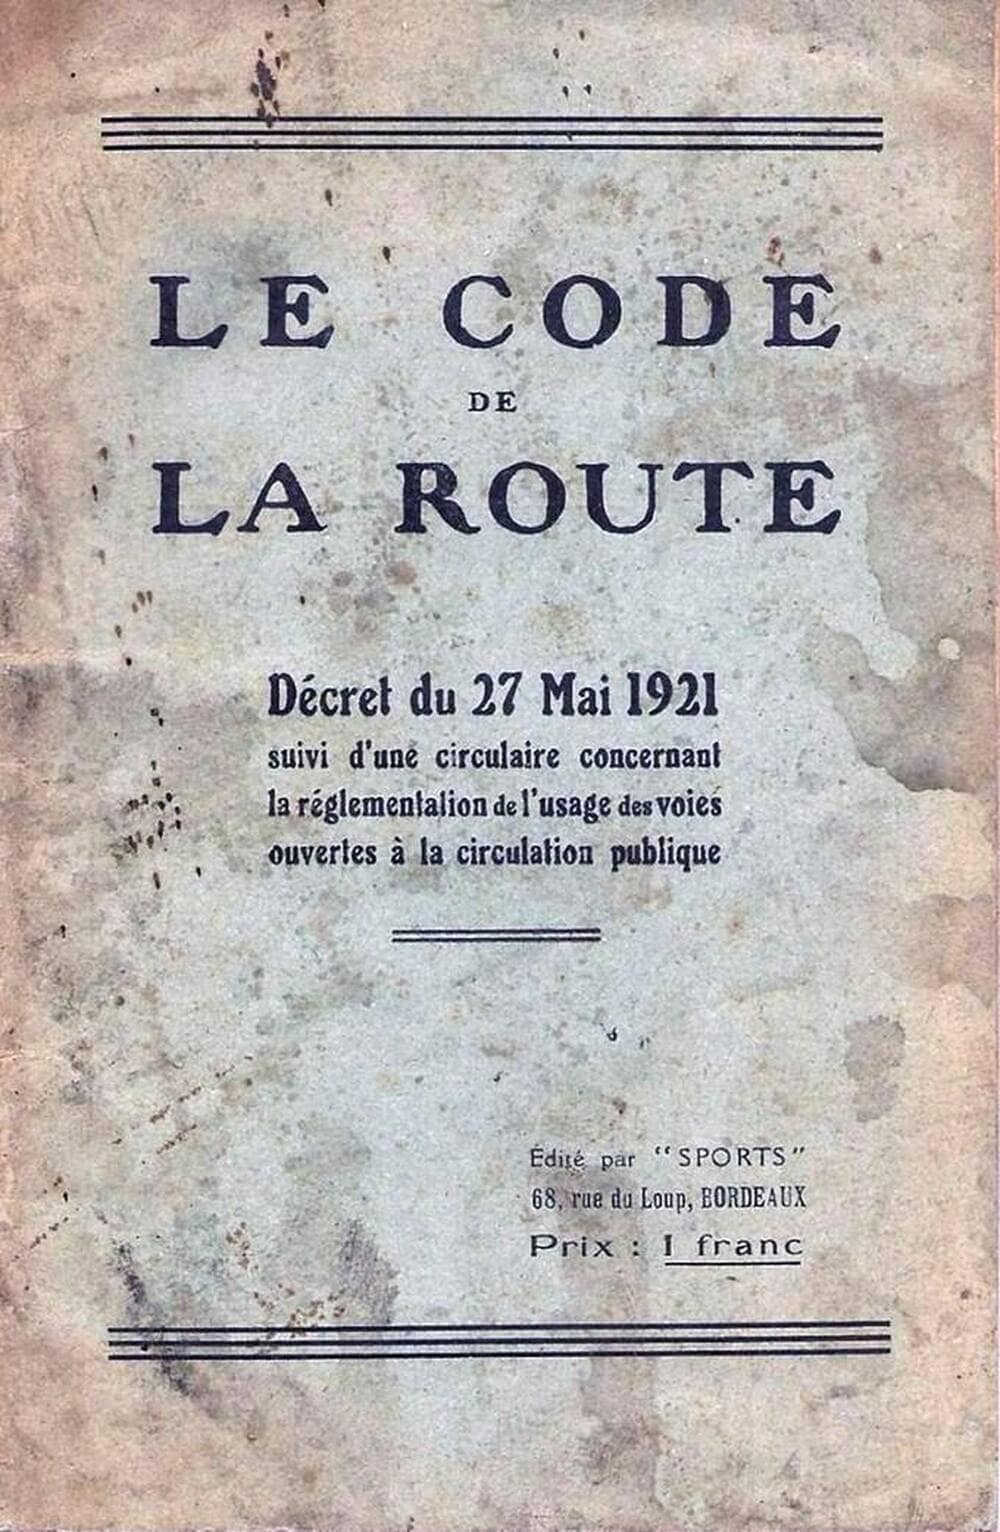 LE CODE
DE
LA ROUTE
Décret du 27 Mai 1921
suivi d'une circulaire concernant
la réglementation de l'usage des voies
ouvertes à la circulation publique
Édité par "SPORTS"
68, rue du Loup, BORDEAUX
Prix : 1 franc